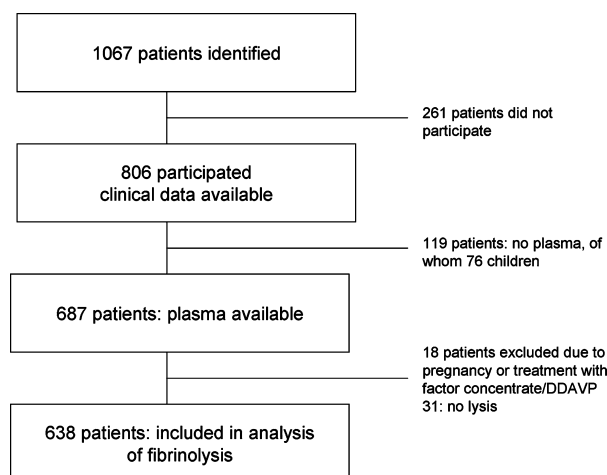 1067 patients identified
261 patients did not
participate
806 participated
clinical data available
119 patients: no plasma, of
whom 76 children
687 patients: plasma available
18 patients excluded due to
pregnancy or treatment with
factor concentrate/DDAVP
31: no lysis
638 patients: included in analysis
of fibrinolysis